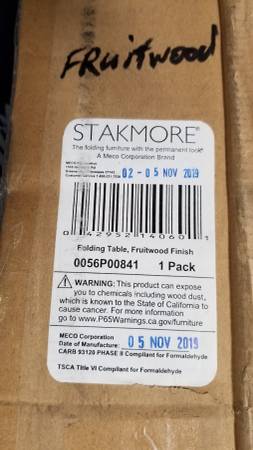 FRuitwood
STAKMORE®
The folding furniture with the permanent look®
A Meco Corporation Brand
MECO Corporation
02-05 NOV 2019
0 42952 14060 1
Folding Table, Fruitwood Finish
0056P00841 1 Pack
WARNING: This product can expose
you to chemicals including wood dust,
which is known to the State of California to
cause cancer. For more information
go to www.P65Warnings.ca.gov/furniture
MECO Corporation
Date of Manufacture: 05 NOV 2019
CARB 93120 PHASE II Compliant for Formaldehyde
TSCA Title VI Compliant for Formaldehyde